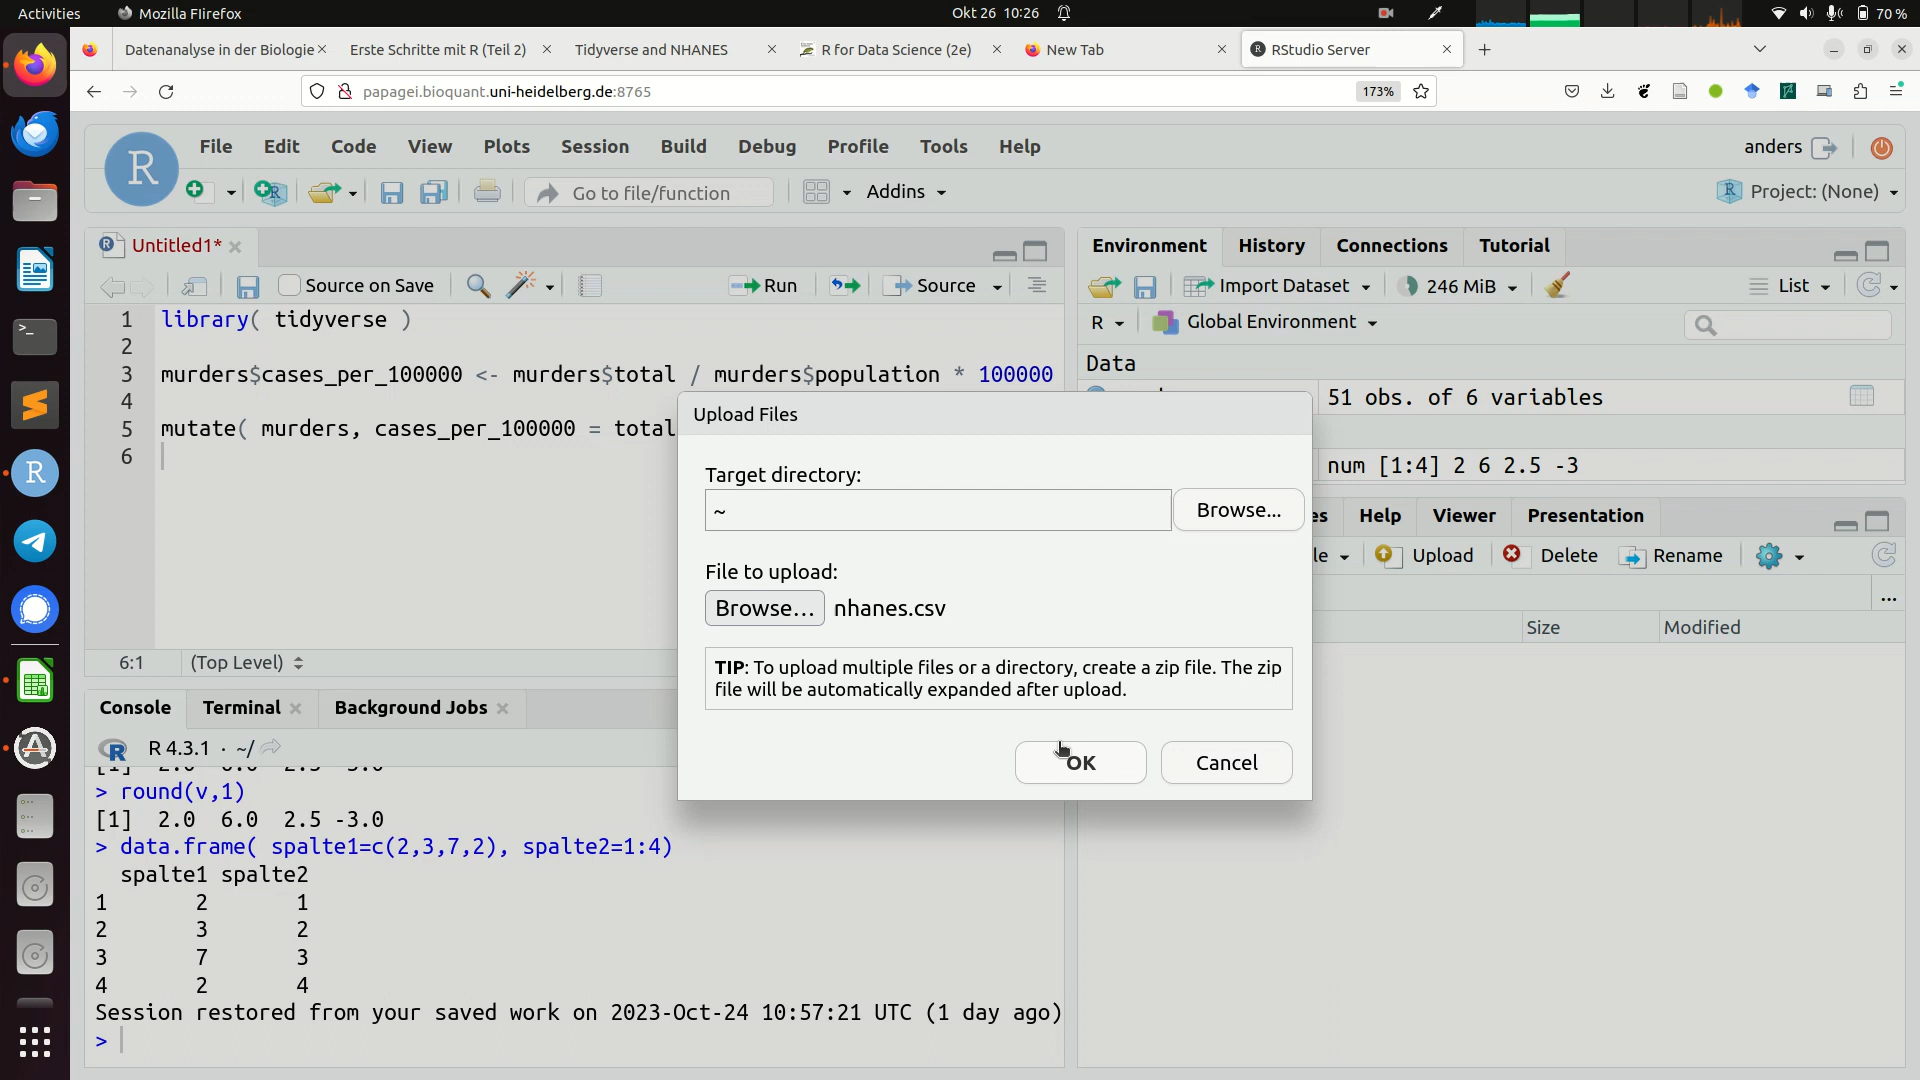 Activities Mozilla FIirefox Okt 26 10:26 70 %
Datenanalyse in der Biologie Erste Schritte mit R (Teil 2) Tidyverse and NHANES R for Data Science (2e) New Tab RStudio Server
papagei.bioquant.uni-heidelberg.de:8765 173%
File Edit Code View Plots Session Build Debug Profile Tools Help anders
Go to file/function Addins Project: (None)
Untitled1*
Source on Save Run Source
1 library( tidyverse )
2
3 murders$cases_per_100000 <- murders$total / murders$population * 100000
4
5 mutate( murders, cases_per_100000 = total
6
6:1 (Top Level)
Console Terminal Background Jobs
R 4.3.1 · ~/
> round(v,1)
[1] 2.0 6.0 2.5 -3.0
> data.frame( spalte1=c(2,3,7,2), spalte2=1:4)
spalte1 spalte2
1 2 1
2 3 2
3 7 3
4 2 4
Session restored from your saved work on 2023-Oct-24 10:57:21 UTC (1 day ago)
>
Environment History Connections Tutorial
Import Dataset 246 MiB List
R Global Environment
Data
51 obs. of 6 variables
num [1:4] 2 6 2.5 -3
Help Viewer Presentation
Upload Delete Rename
...
Size Modified
Upload Files
Target directory:
~ Browse...
File to upload:
Browse... nhanes.csv
TIP: To upload multiple files or a directory, create a zip file. The zip
file will be automatically expanded after upload.
OK Cancel